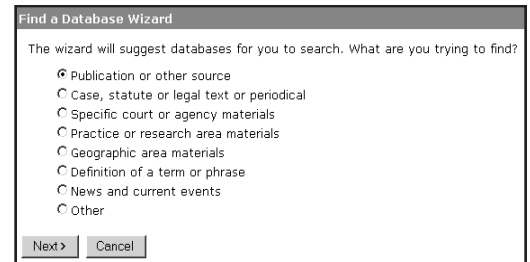 Find a Database Wizard
The wizard will suggest databases for you to search. What are you trying to find?
Publication or other source
Case, statute or legal text or periodical
Specific court or agency materials
Practice or research area materials
Geographic area materials
Definition of a term or phrase
News and current events
Other
Next> Cancel